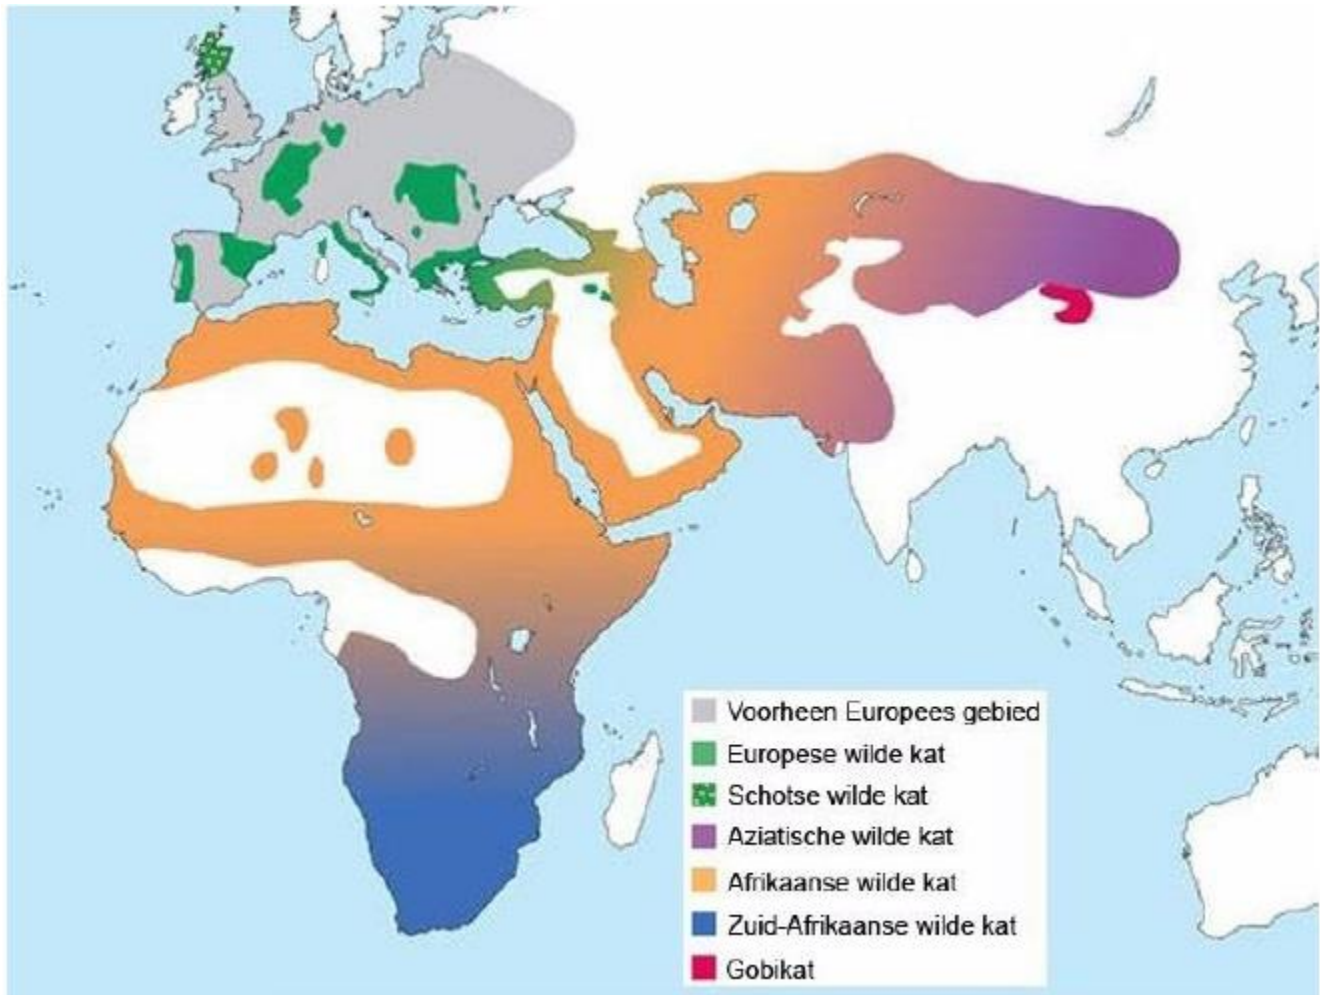 Voorheen Europees gebied
Europese wilde kat
Schotse wilde kat
Aziatische wilde kat
Afrikaanse wilde kat
Zuid-Afrikaanse wilde kat
Gobikat